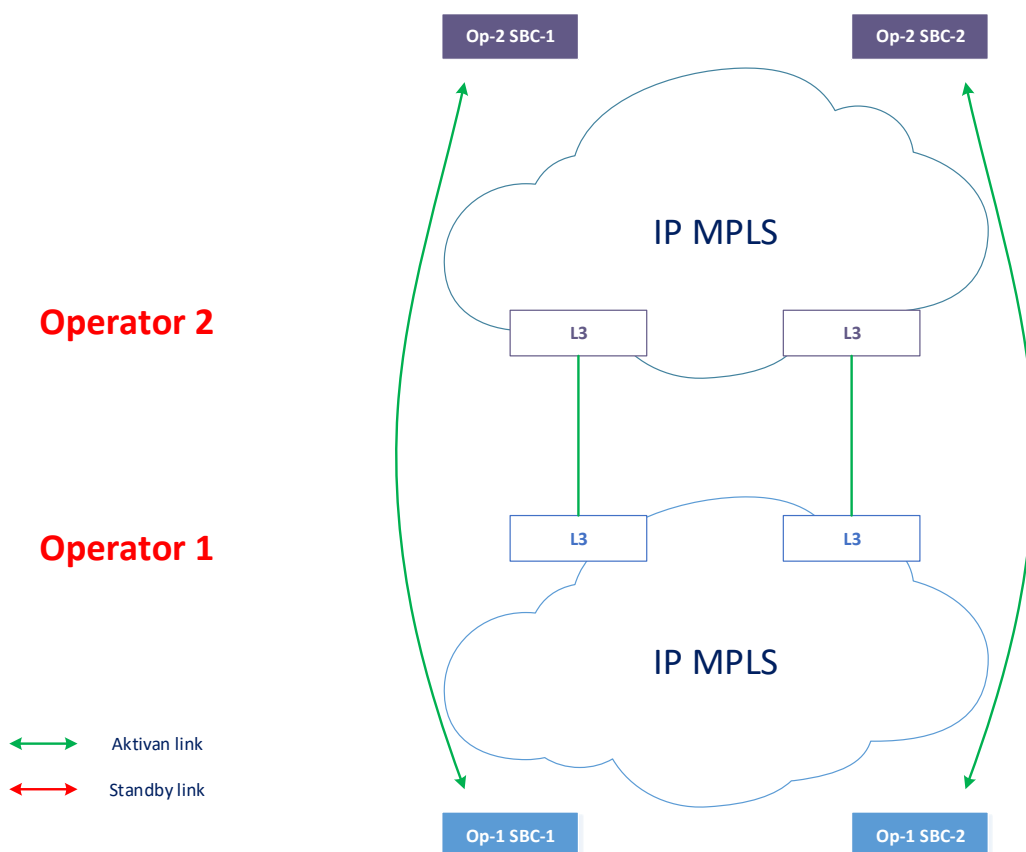 Op-2 SBC-1
Op-2 SBC-2
IP MPLS
Operator 2
L3
L3
Operator 1
L3
L3
IP MPLS
Aktivan link
Standby link
Op-1 SBC-1
Op-1 SBC-2